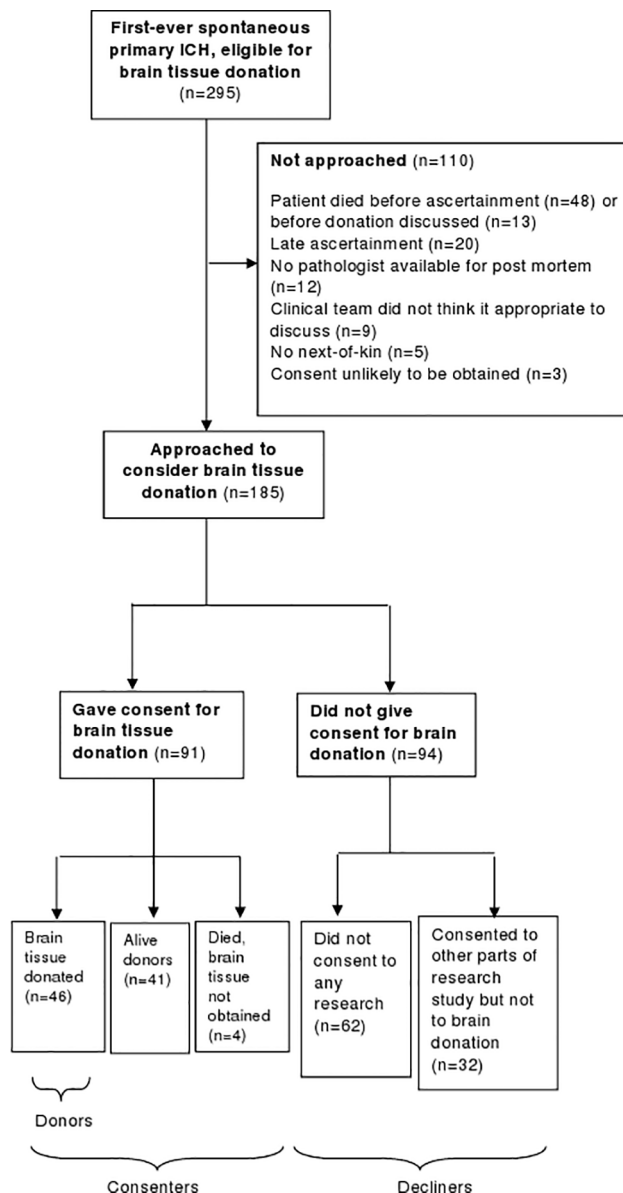 First-ever spontaneous
primary ICH, eligible for
brain tissue donation
(n=295)
Not approached (n=110)
Patient died before ascertainment (n=48) or
before donation discussed (n=13)
Late ascertainment (n=20)
No pathologist available for post mortem
(n=12)
Clinical team did not think it appropriate to
discuss (n=9)
No next-of-kin (n=5)
Consent unlikely to be obtained (n=3)
Approached to
consider brain tissue
donation (n=185)
Gave consent for
brain tissue
donation (n=91)
Did not give
consent for brain
donation (n=94)
Brain
tissue
donated
(n=46)
Alive
donors
(n=41)
Died,
brain
tissue
not
obtained
(n=4)
Did not
consent to
any
research
(n=62)
Consented to
other parts of
research
study but not
to brain
donation
(n=32)
Donors
Consenters
Decliners